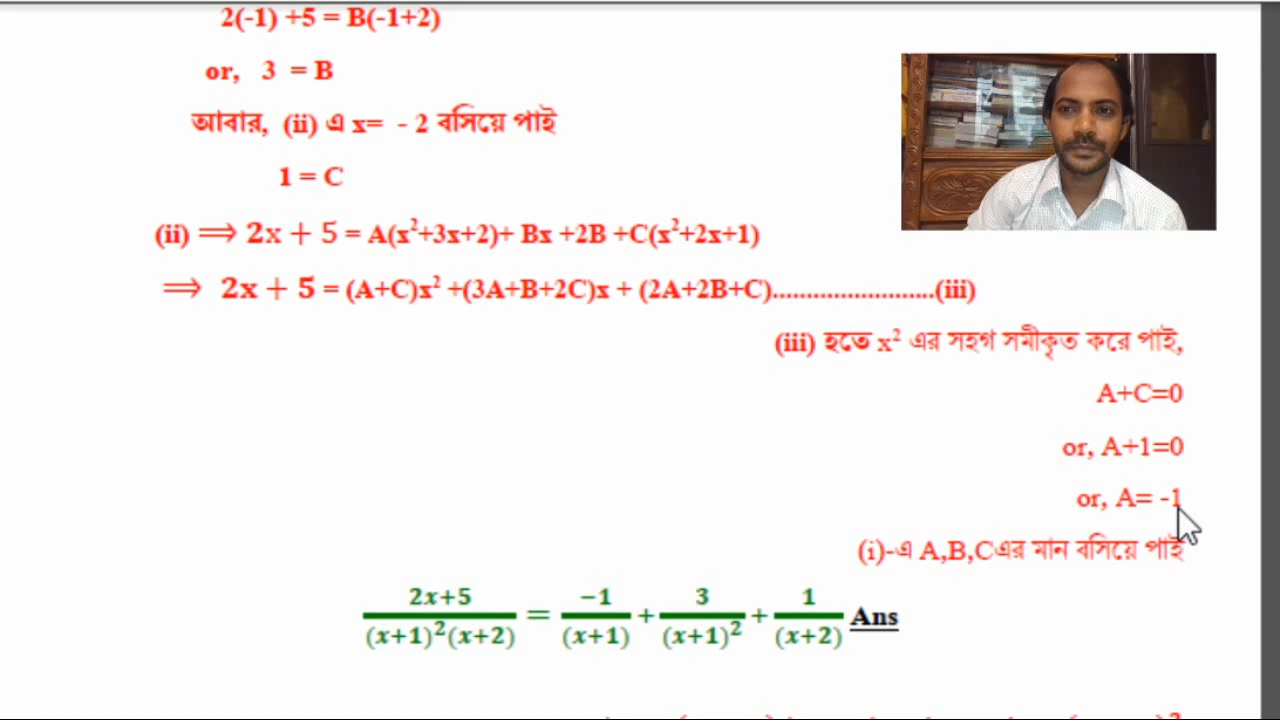 2(-1) +5 = B(-1+2)
or, 3 = B
আবার, (ii) এ x= - 2 বসিয়ে পাই
1 = C
(ii) ⟹ 2x + 5 = A(x²+3x+2)+ Bx +2B +C(x²+2x+1)
⟹ 2x + 5 = (A+C)x² +(3A+B+2C)x + (2A+2B+C)........................(iii)
(iii) হতে x² এর সহগ সমীকৃত করে পাই,
A+C=0
or, A+1=0
or, A= -1
(i)-এ A,B,Cএর মান বসিয়ে পাই
2x+5/(x+1)²(x+2) = −1/(x+1) + 3/(x+1)² + 1/(x+2) Ans